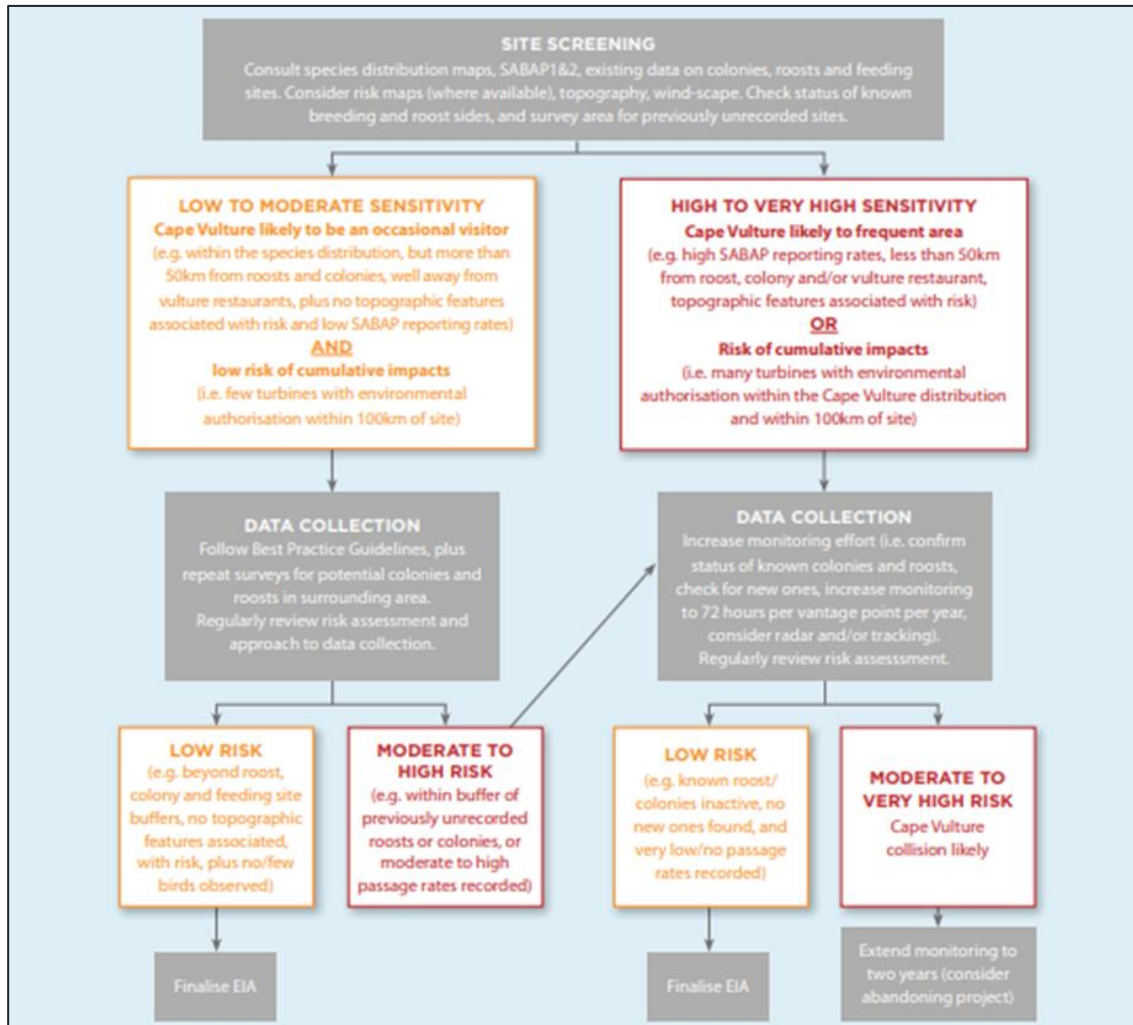 SITE SCREENING
Consult species distribution maps, SABAP1&2, existing data on colonies, roosts and feeding
sites. Consider risk maps (where available), topography, wind-scape. Check status of known
breeding and roost sides, and survey area for previously unrecorded sites.
LOW TO MODERATE SENSITIVITY
Cape Vulture likely to be an occasional visitor
(e.g. within the species distribution, but more than
50km from roosts and colonies, well away from
vulture restaurants, plus no topographic features
associated with risk and low SABAP reporting rates)
AND
low risk of cumulative impacts
(i.e. few turbines with environmental
authorisation within 100km of site)
HIGH TO VERY HIGH SENSITIVITY
Cape Vulture likely to frequent area
(e.g. high SABAP reporting rates, less than 50km
from roost, colony and/or vulture restaurant,
topographic features associated with risk)
OR
Risk of cumulative impacts
(i.e. many turbines with environmental
authorisation within the Cape Vulture distribution
and within 100km of site)
DATA COLLECTION
Follow Best Practice Guidelines, plus
repeat surveys for potential colonies and
roosts in surrounding area.
Regularly review risk assessment and
approach to data collection.
DATA COLLECTION
Increase monitoring effort (i.e. confirm
status of known colonies and roosts,
check for new ones, increase monitoring
to 72 hours per vantage point per year,
consider radar and/or tracking).
Regularly review risk assesssment.
LOW RISK
(e.g. beyond roost,
colony and feeding site
buffers, no topographic
features associated,
with risk, plus no/few
birds observed)
MODERATE TO
HIGH RISK
(e.g. within buffer of
previously unrecorded
roosts or colonies, or
moderate to high
passage rates recorded)
LOW RISK
(e.g. known roost/
colonies inactive, no
new ones found, and
very low/no passage
rates recorded)
MODERATE TO
VERY HIGH RISK
Cape Vulture
collision likely
Finalise EIA
Finalise EIA
Extend monitoring to
two years (consider
abandoning project)